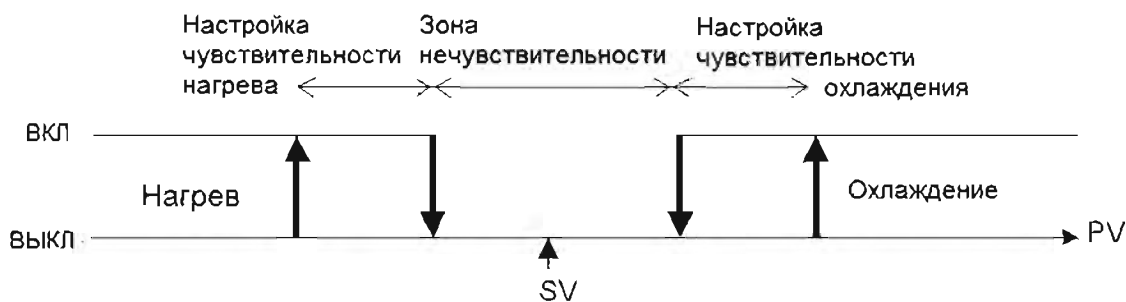 Настройка
чувствительности
нагрева
Зона
нечувствительности
Настройка
чувствительности
охлаждения
ВКЛ
Нагрев
Охлаждение
ВЫКЛ
PV
SV